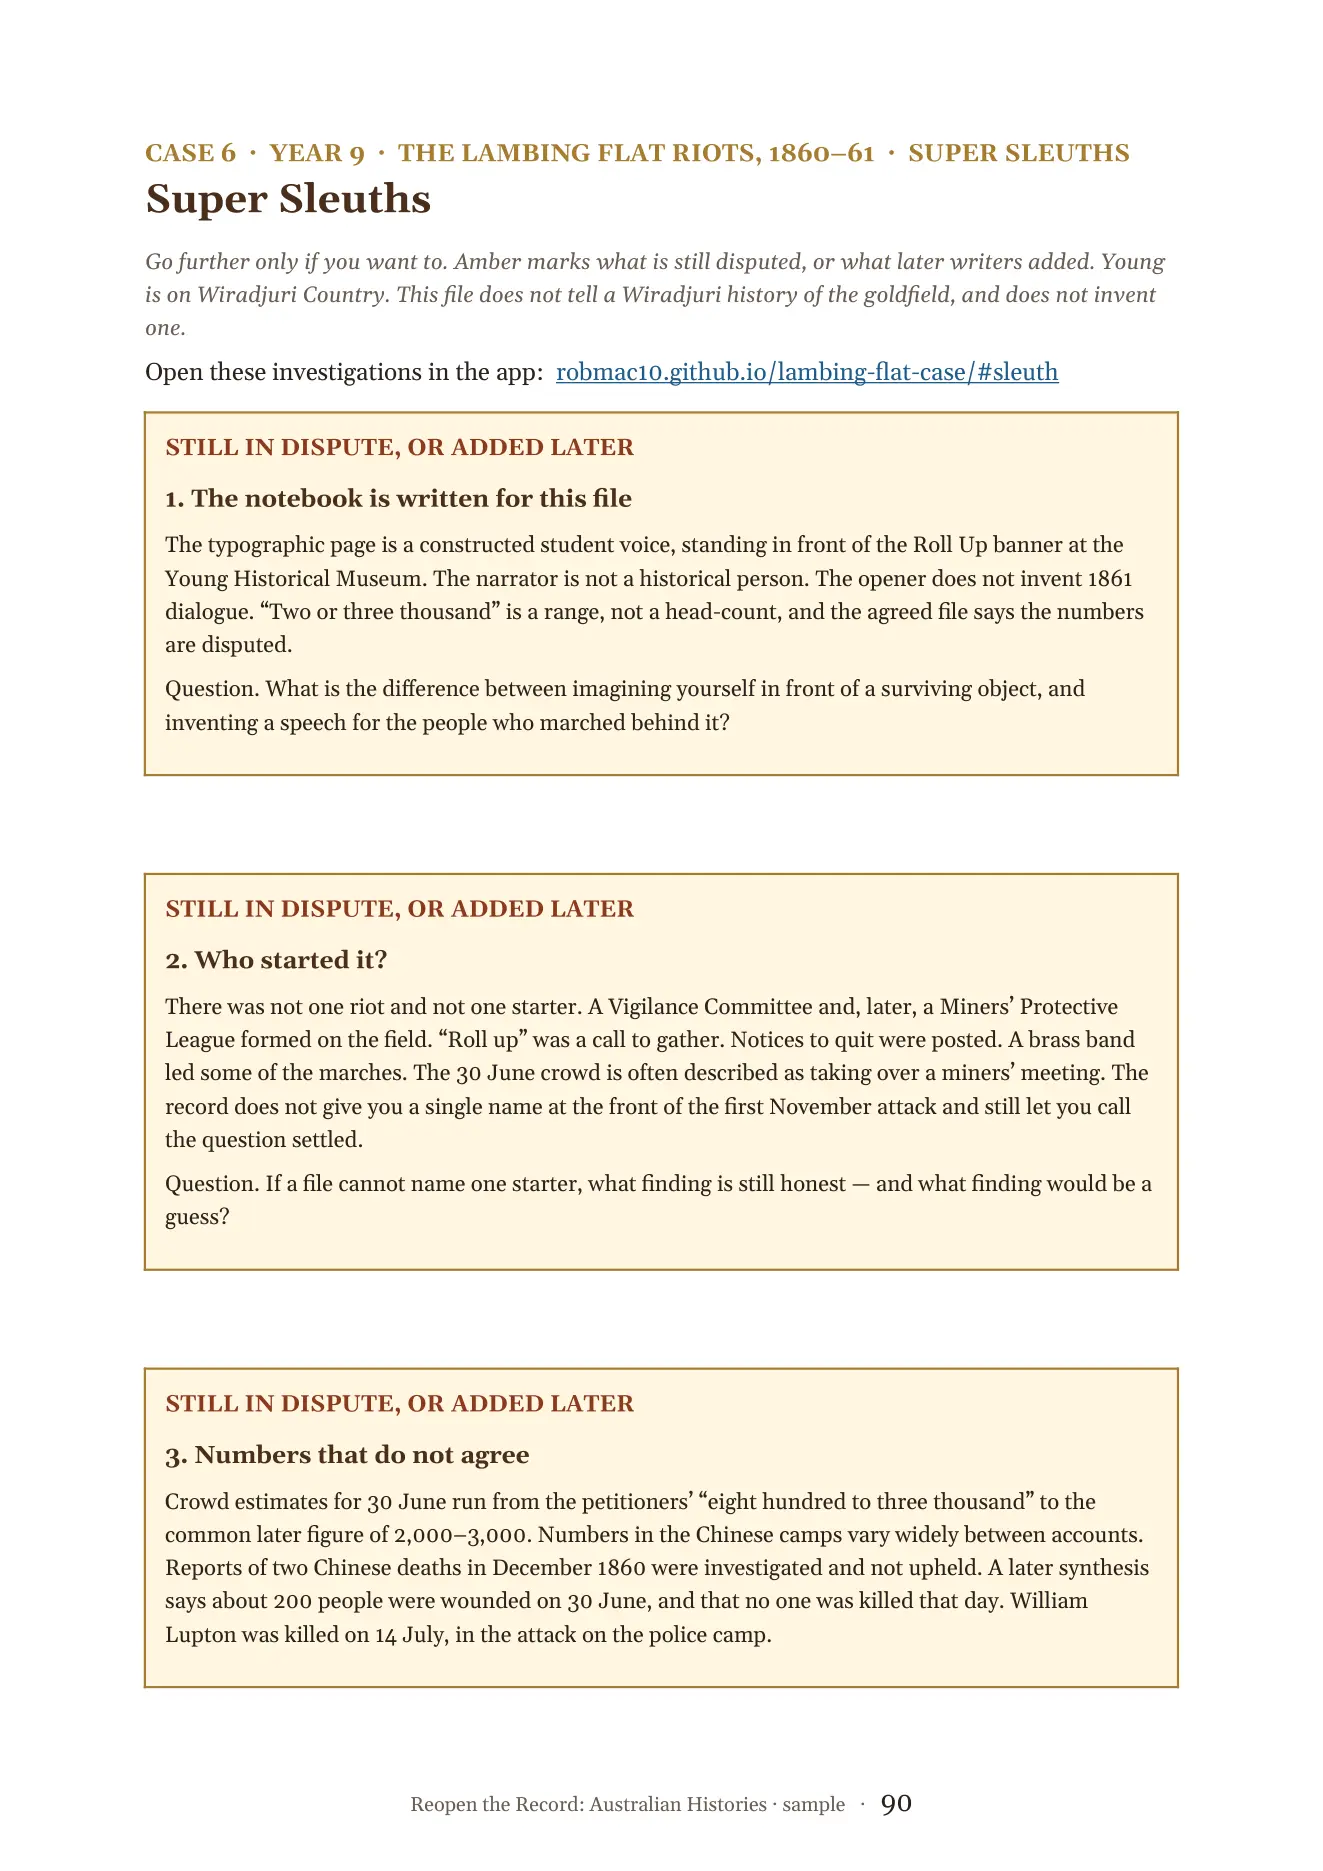 CASE 6 · YEAR 9 · THE LAMBING FLAT RIOTS, 1860–61 · SUPER SLEUTHS
Super Sleuths
Go further only if you want to. Amber marks what is still disputed, or what later writers added. Young
is on Wiradjuri Country. This file does not tell a Wiradjuri history of the goldfield, and does not invent
one.
Open these investigations in the app: robmac10.github.io/lambing-flat-case/#sleuth
STILL IN DISPUTE, OR ADDED LATER
1. The notebook is written for this file
The typographic page is a constructed student voice, standing in front of the Roll Up banner at the
Young Historical Museum. The narrator is not a historical person. The opener does not invent 1861
dialogue. “Two or three thousand” is a range, not a head-count, and the agreed file says the numbers
are disputed.
Question. What is the difference between imagining yourself in front of a surviving object, and
inventing a speech for the people who marched behind it?
STILL IN DISPUTE, OR ADDED LATER
2. Who started it?
There was not one riot and not one starter. A Vigilance Committee and, later, a Miners’ Protective
League formed on the field. “Roll up” was a call to gather. Notices to quit were posted. A brass band
led some of the marches. The 30 June crowd is often described as taking over a miners’ meeting. The
record does not give you a single name at the front of the first November attack and still let you call
the question settled.
Question. If a file cannot name one starter, what finding is still honest — and what finding would be a
guess?
STILL IN DISPUTE, OR ADDED LATER
3. Numbers that do not agree
Crowd estimates for 30 June run from the petitioners’ “eight hundred to three thousand” to the
common later figure of 2,000–3,000. Numbers in the Chinese camps vary widely between accounts.
Reports of two Chinese deaths in December 1860 were investigated and not upheld. A later synthesis
says about 200 people were wounded on 30 June, and that no one was killed that day. William
Lupton was killed on 14 July, in the attack on the police camp.
Reopen the Record: Australian Histories · sample · 90